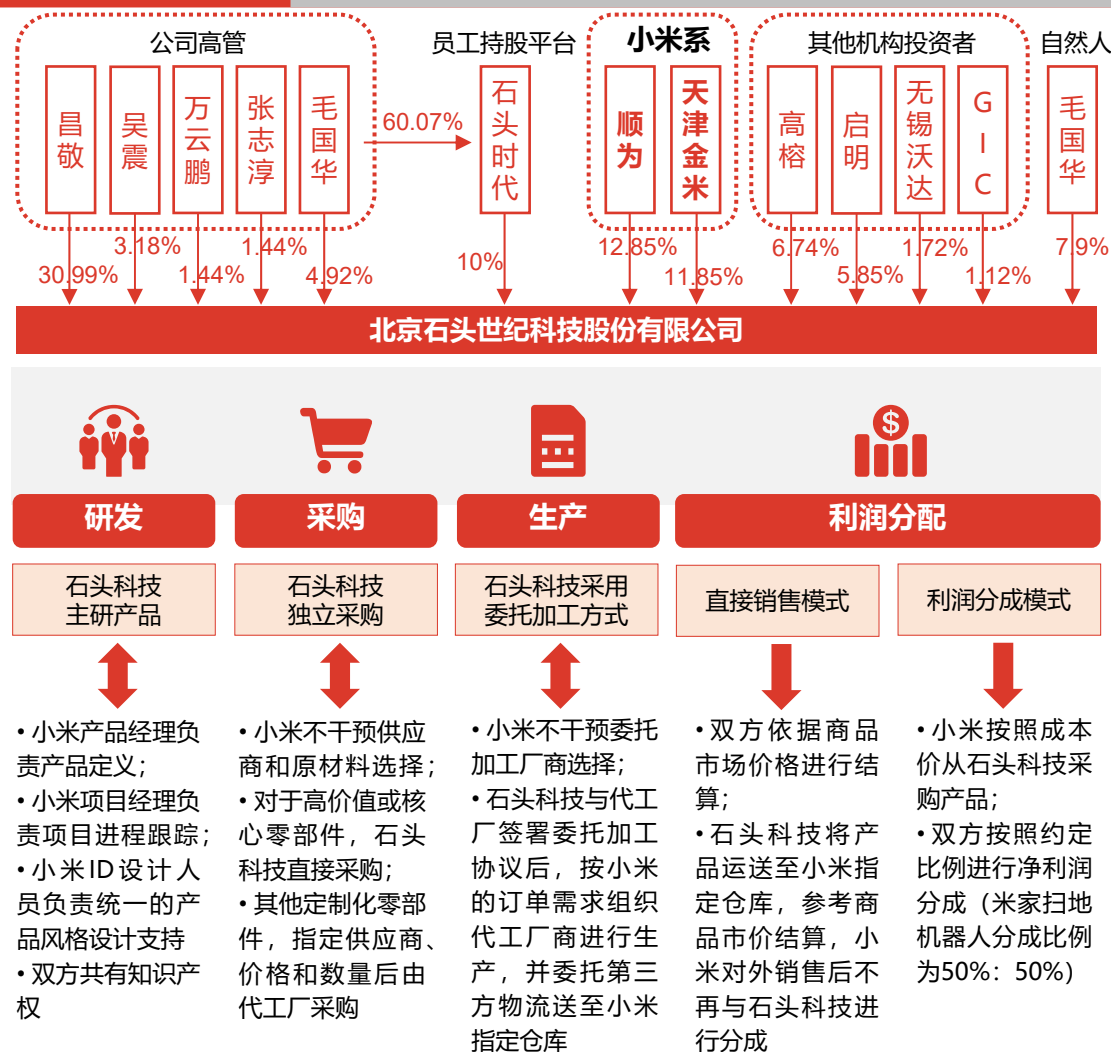 公司高管
员工持股平台
小米系
其他机构投资者
自然人
昌敬
吴震
万云鹏
张志淳
毛国华
60.07%
石头时代
顺为
天津金米
高榕
启明
无锡沃达
GIC
毛国华
30.99%
3.18%
1.44%
1.44%
4.92%
10%
12.85%
11.85%
6.74%
5.85%
1.72%
1.12%
7.9%
北京石头世纪科技股份有限公司
$
研发
采购
生产
利润分配
石头科技
主研产品
石头科技
独立采购
石头科技采用
委托加工方式
直接销售模式
利润分成模式
• 小米产品经理负
责产品定义；
• 小米项目经理负
责项目进程跟踪；
• 小米ID设计人
员负责统一的产
品风格设计支持
• 双方共有知识产
权
• 小米不干预供应
商和原材料选择；
• 对于高价值或核
心零部件，石头
科技直接采购；
• 其他定制化零部
件，指定供应商、
价格和数量后由
代工厂采购
• 小米不干预委托
加工厂商选择；
• 石头科技与代工
厂签署委托加工
协议后，按小米
的订单需求组织
代工厂商进行生
产，并委托第三
方物流送至小米
指定仓库
• 双方依据商品
市场价格进行结
算；
• 石头科技将产
品运送至小米指
定仓库，参考商
品市价结算，小
米对外销售后不
再与石头科技进
行分成
• 小米按照成本
价从石头科技采
购产品；
• 双方按照约定
比例进行净利润
分成（米家扫地
机器人分成比例
为50%：50%）